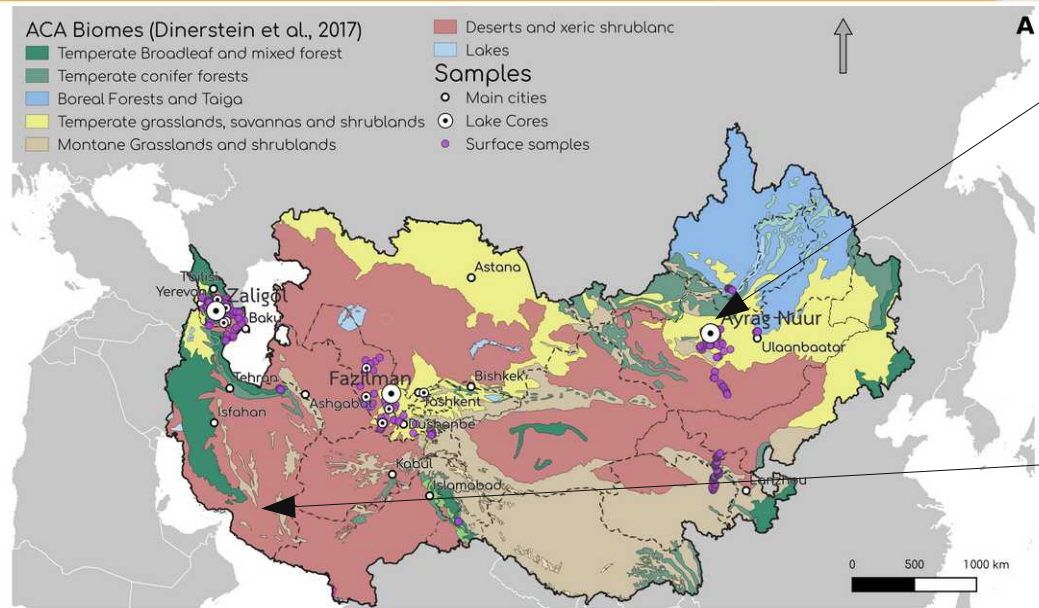 A
ACA Biomes (Dinerstein et al., 2017)
Temperate Broadleaf and mixed forest
Temperate conifer forests
Boreal Forests and Taiga
Temperate grasslands, savannas and shrublands
Montane Grasslands and shrublands
Deserts and xeric shrublanc
Lakes
Samples
Main cities
Lake Cores
Surface samples
Astana
Tbilisi
Yerevan
Zaligol
Baku
Ayrag Nuur
Ulaanbaatar
Tehran
Fazilman
Bishkek
Ashgabat
Tashkent
Isfahan
Dushanbe
Kabul
Islamabad
Lanzhou
0 500 1000 km